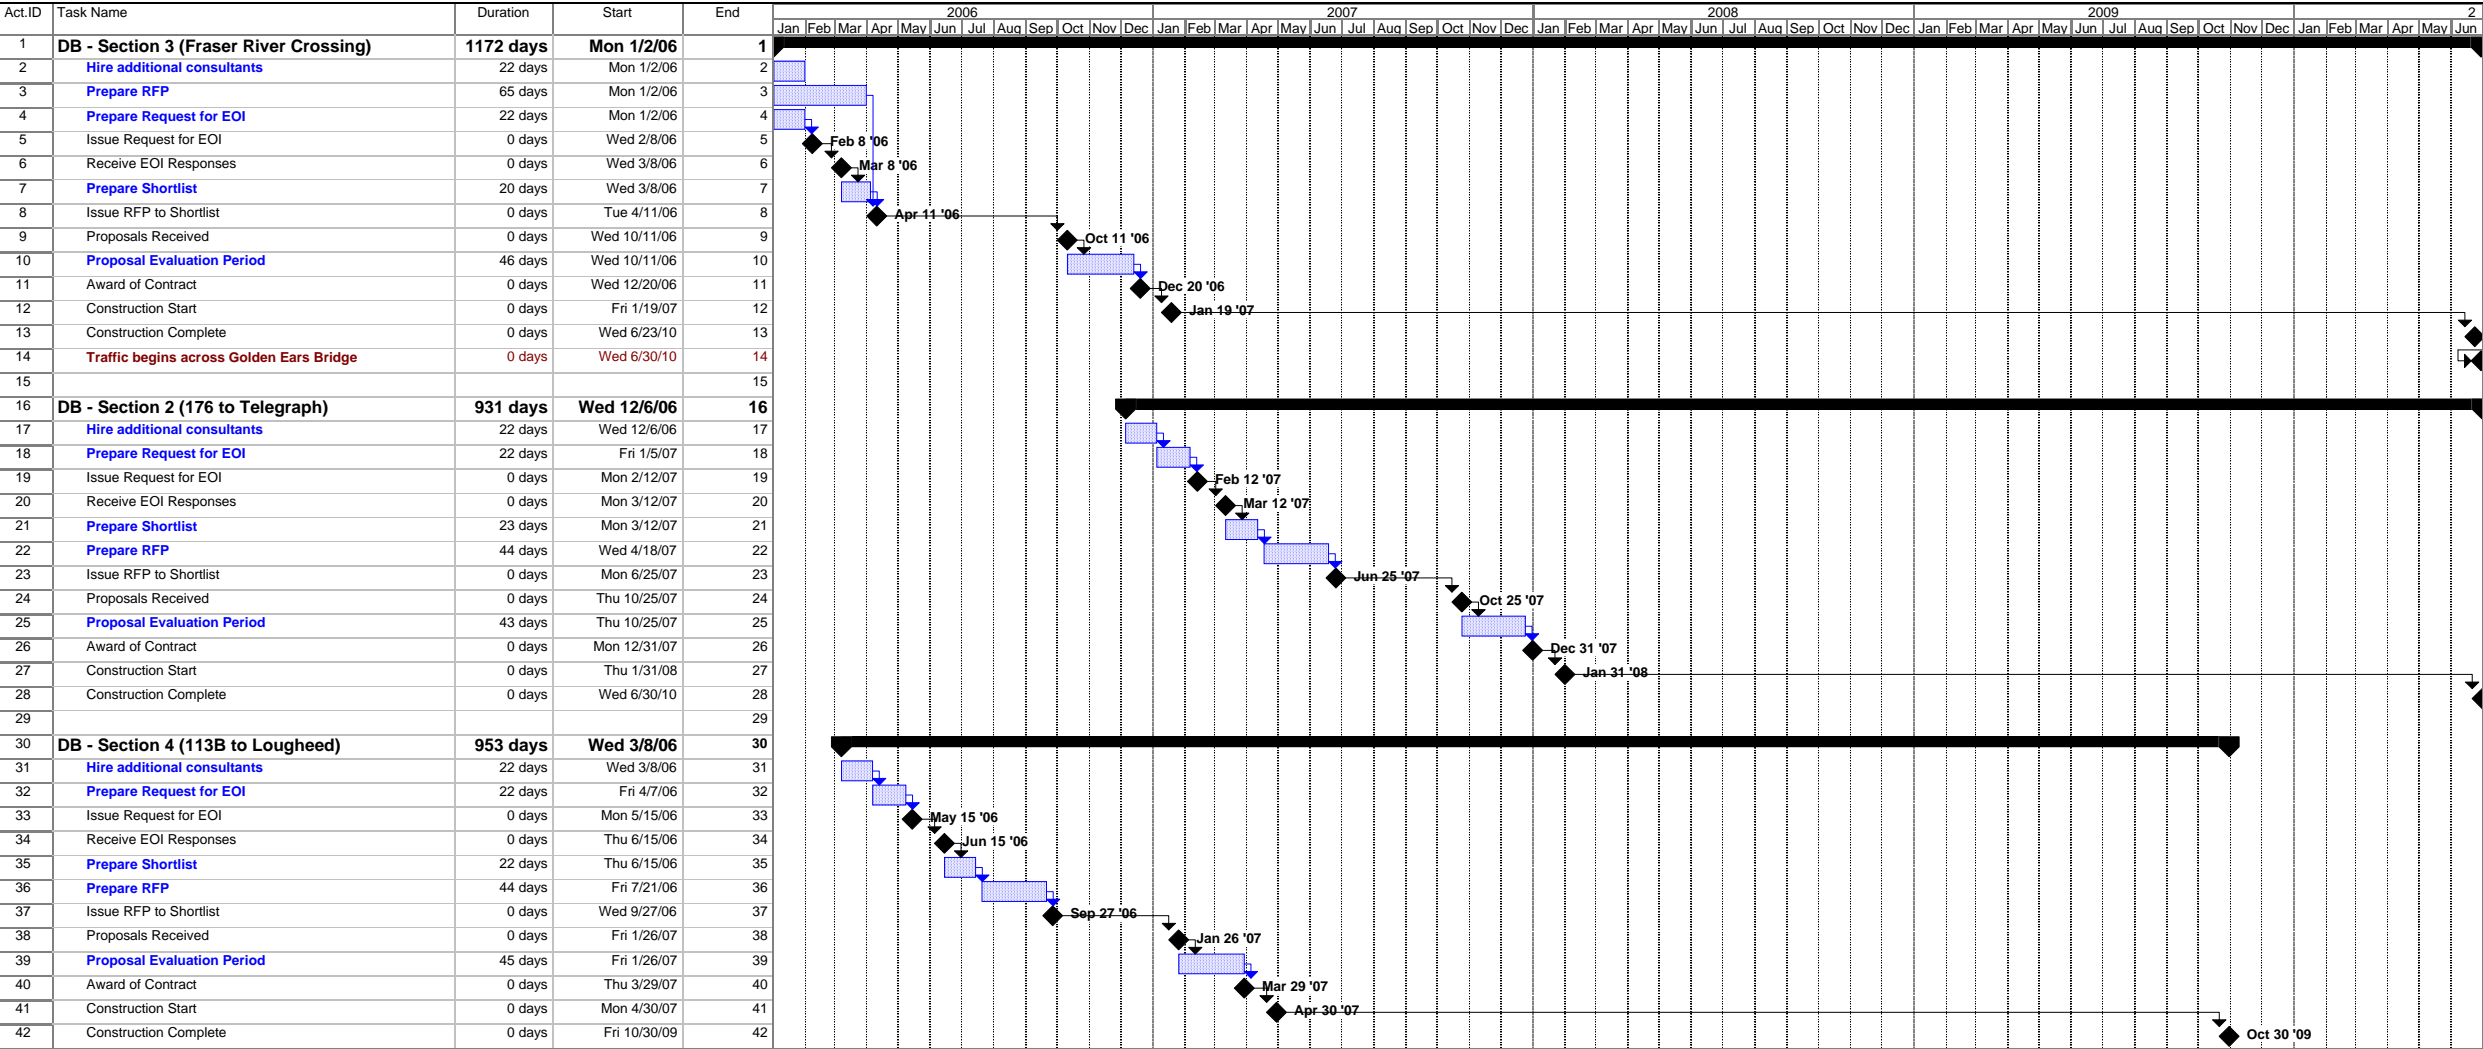 Act.ID Task Name Duration Start End 2006 2007 2008 2009 2
Jan Feb Mar Apr May Jun Jul Aug Sep Oct Nov Dec Jan Feb Mar Apr May Jun Jul Aug Sep Oct Nov Dec Jan Feb Mar Apr May Jun Jul Aug Sep Oct Nov Dec Jan Feb Mar Apr May Jun Jul Aug Sep Oct Nov Dec Jan Feb Mar Apr May Jun
1 DB - Section 3 (Fraser River Crossing) 1172 days Mon 1/2/06 1
2 Hire additional consultants 22 days Mon 1/2/06 2
3 Prepare RFP 65 days Mon 1/2/06 3
4 Prepare Request for EOI 22 days Mon 1/2/06 4
5 Issue Request for EOI 0 days Wed 2/8/06 5 Feb 8 '06
6 Receive EOI Responses 0 days Wed 3/8/06 6 Mar 8 '06
7 Prepare Shortlist 20 days Wed 3/8/06 7
8 Issue RFP to Shortlist 0 days Tue 4/11/06 8 Apr 11 '06
9 Proposals Received 0 days Wed 10/11/06 9 Oct 11 '06
10 Proposal Evaluation Period 46 days Wed 10/11/06 10
11 Award of Contract 0 days Wed 12/20/06 11 Dec 20 '06
12 Construction Start 0 days Fri 1/19/07 12 Jan 19 '07
13 Construction Complete 0 days Wed 6/23/10 13
14 Traffic begins across Golden Ears Bridge 0 days Wed 6/30/10 14
15 15
16 DB - Section 2 (176 to Telegraph) 931 days Wed 12/6/06 16
17 Hire additional consultants 22 days Wed 12/6/06 17
18 Prepare Request for EOI 22 days Fri 1/5/07 18
19 Issue Request for EOI 0 days Mon 2/12/07 19 Feb 12 '07
20 Receive EOI Responses 0 days Mon 3/12/07 20 Mar 12 '07
21 Prepare Shortlist 23 days Mon 3/12/07 21
22 Prepare RFP 44 days Wed 4/18/07 22
23 Issue RFP to Shortlist 0 days Mon 6/25/07 23 Jun 25 '07
24 Proposals Received 0 days Thu 10/25/07 24 Oct 25 '07
25 Proposal Evaluation Period 43 days Thu 10/25/07 25
26 Award of Contract 0 days Mon 12/31/07 26 Dec 31 '07
27 Construction Start 0 days Thu 1/31/08 27 Jan 31 '08
28 Construction Complete 0 days Wed 6/30/10 28
29 29
30 DB - Section 4 (113B to Lougheed) 953 days Wed 3/8/06 30
31 Hire additional consultants 22 days Wed 3/8/06 31
32 Prepare Request for EOI 22 days Fri 4/7/06 32
33 Issue Request for EOI 0 days Mon 5/15/06 33 May 15 '06
34 Receive EOI Responses 0 days Thu 6/15/06 34 Jun 15 '06
35 Prepare Shortlist 22 days Thu 6/15/06 35
36 Prepare RFP 44 days Fri 7/21/06 36
37 Issue RFP to Shortlist 0 days Wed 9/27/06 37 Sep 27 '06
38 Proposals Received 0 days Fri 1/26/07 38 Jan 26 '07
39 Proposal Evaluation Period 45 days Fri 1/26/07 39
40 Award of Contract 0 days Thu 3/29/07 40 Mar 29 '07
41 Construction Start 0 days Mon 4/30/07 41 Apr 30 '07
42 Construction Complete 0 days Fri 10/30/09 42 Oct 30 '09